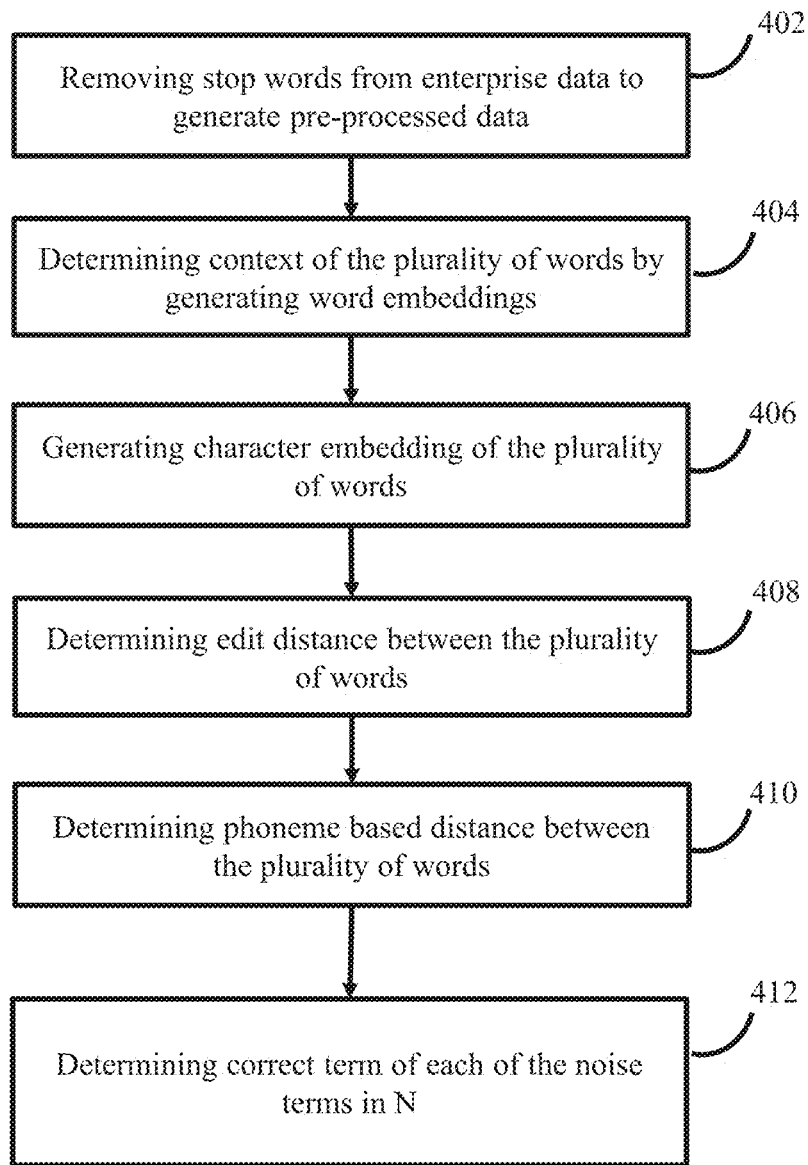 402
Removing stop words from enterprise data to
generate pre-processed data
404
Determining context of the plurality of words by
generating word embeddings
406
Generating character embedding of the plurality
of words
408
Determining edit distance between the plurality
of words
410
Determining phoneme based distance between
the plurality of words
412
Determining correct term of each of the noise
terms in N